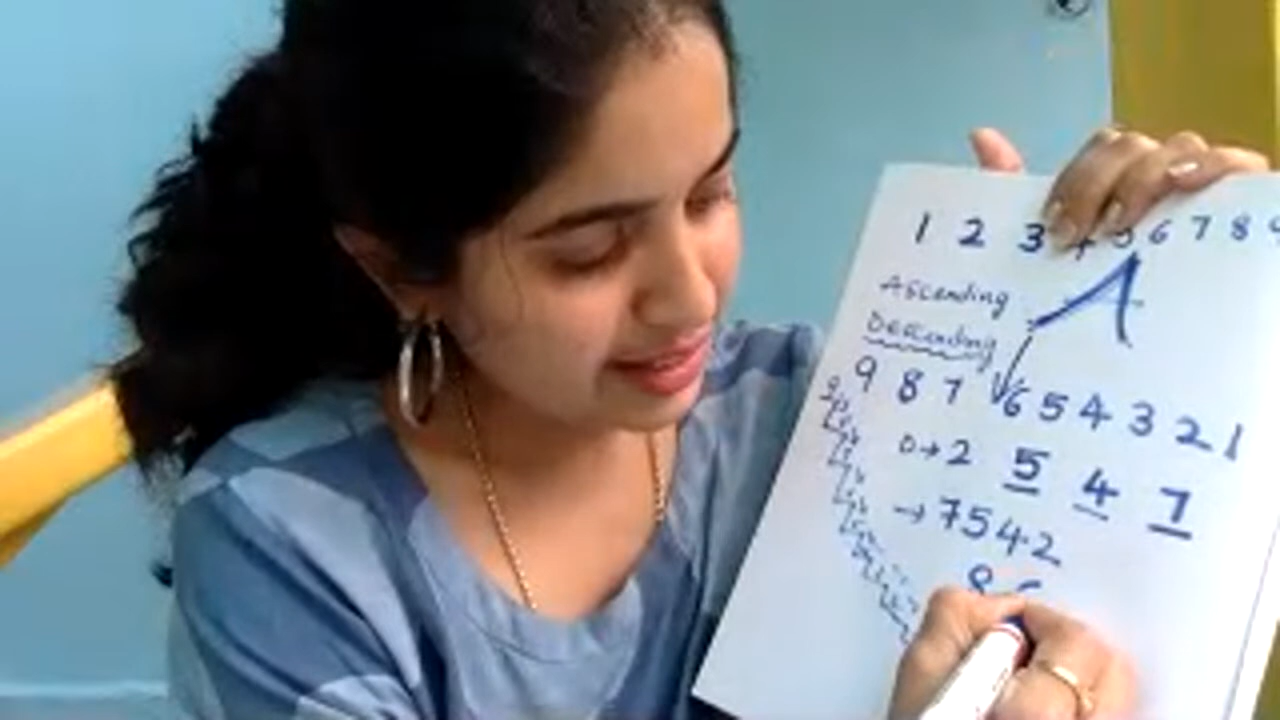 1 2 3 4 5 6 7 8 9
Ascending
Descending
9 8 7 6 5 4 3 2 1
0→2 5 4 7
→7542